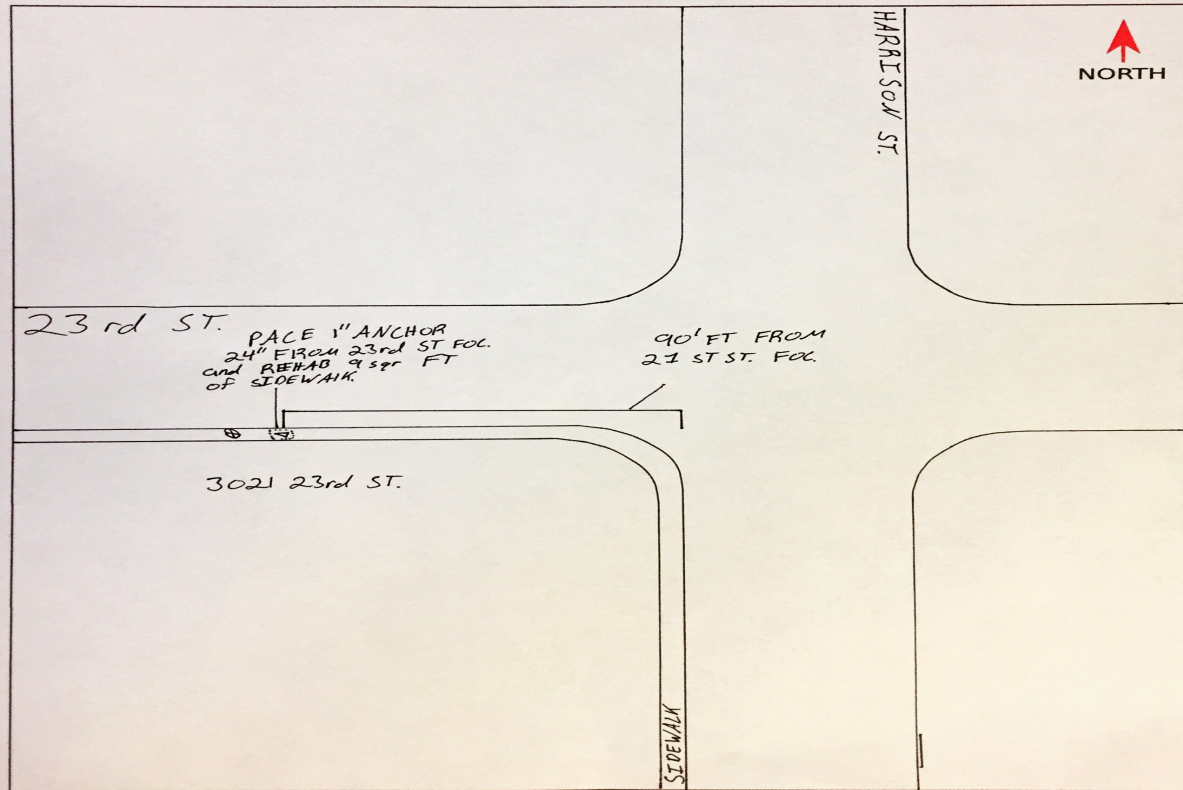 HARRISON ST.
NORTH
23rd ST.
PACE 1" ANCHOR
24" FROM 23rd ST FOC.
and REHAB 9 sqr FT
OF SIDEWALK.
90' FT FROM
21 ST ST. FOC.
3021 23rd ST.
SIDEWALK